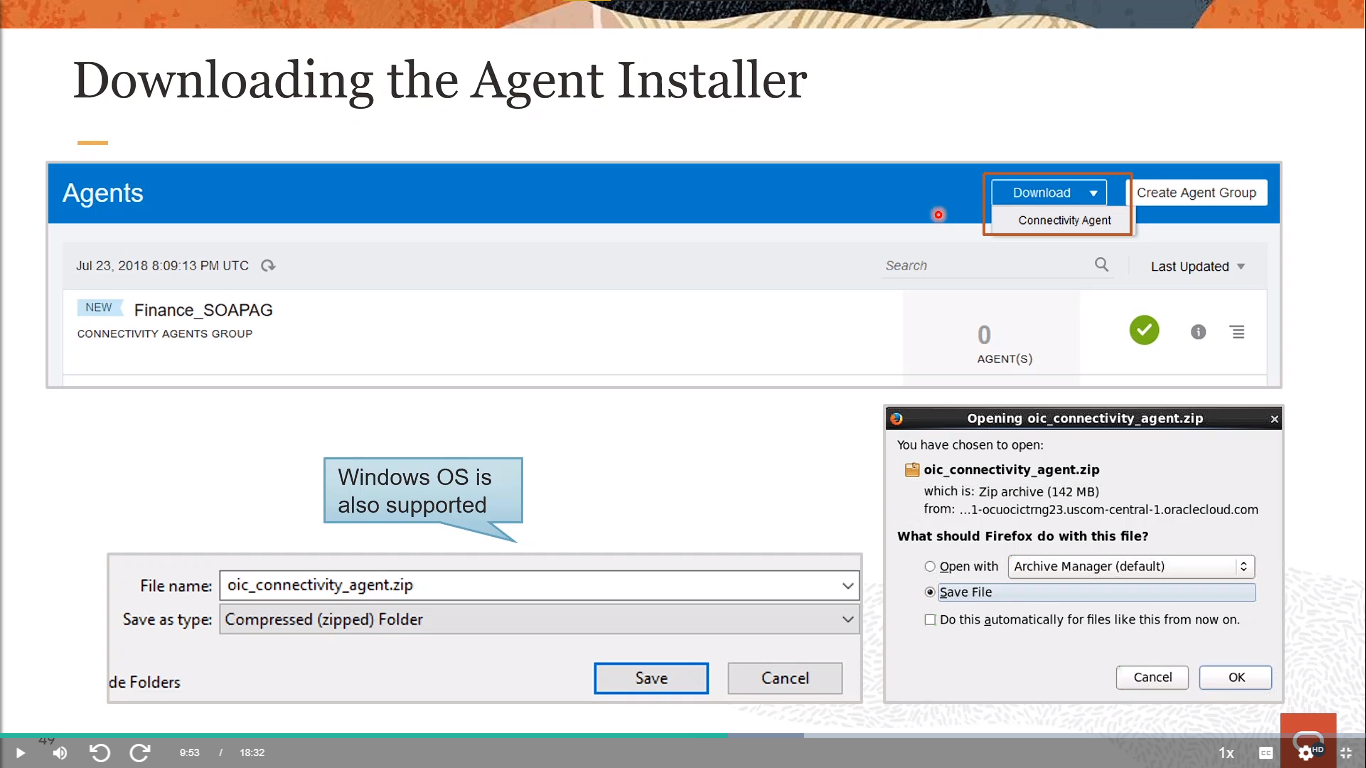 Downloading the Agent Installer
Agents
Download
Create Agent Group
Connectivity Agent
Jul 23, 2018 8:09:13 PM UTC
Search
Last Updated
NEW
Finance_SOAPAG
CONNECTIVITY AGENTS GROUP
0
AGENT(S)
Windows OS is
also supported
File name:
oic_connectivity_agent.zip
Save as type:
Compressed (zipped) Folder
de Folders
Save
Cancel
Opening oic_connectivity_agent.zip
You have chosen to open:
oic_connectivity_agent.zip
which is: Zip archive (142 MB)
from: …1-ocuocictrng23.uscom-central-1.oraclecloud.com
What should Firefox do with this file?
Open with
Archive Manager (default)
Save File
Do this automatically for files like this from now on.
Cancel
OK
49
9:53 / 18:32
1x
CC
HD